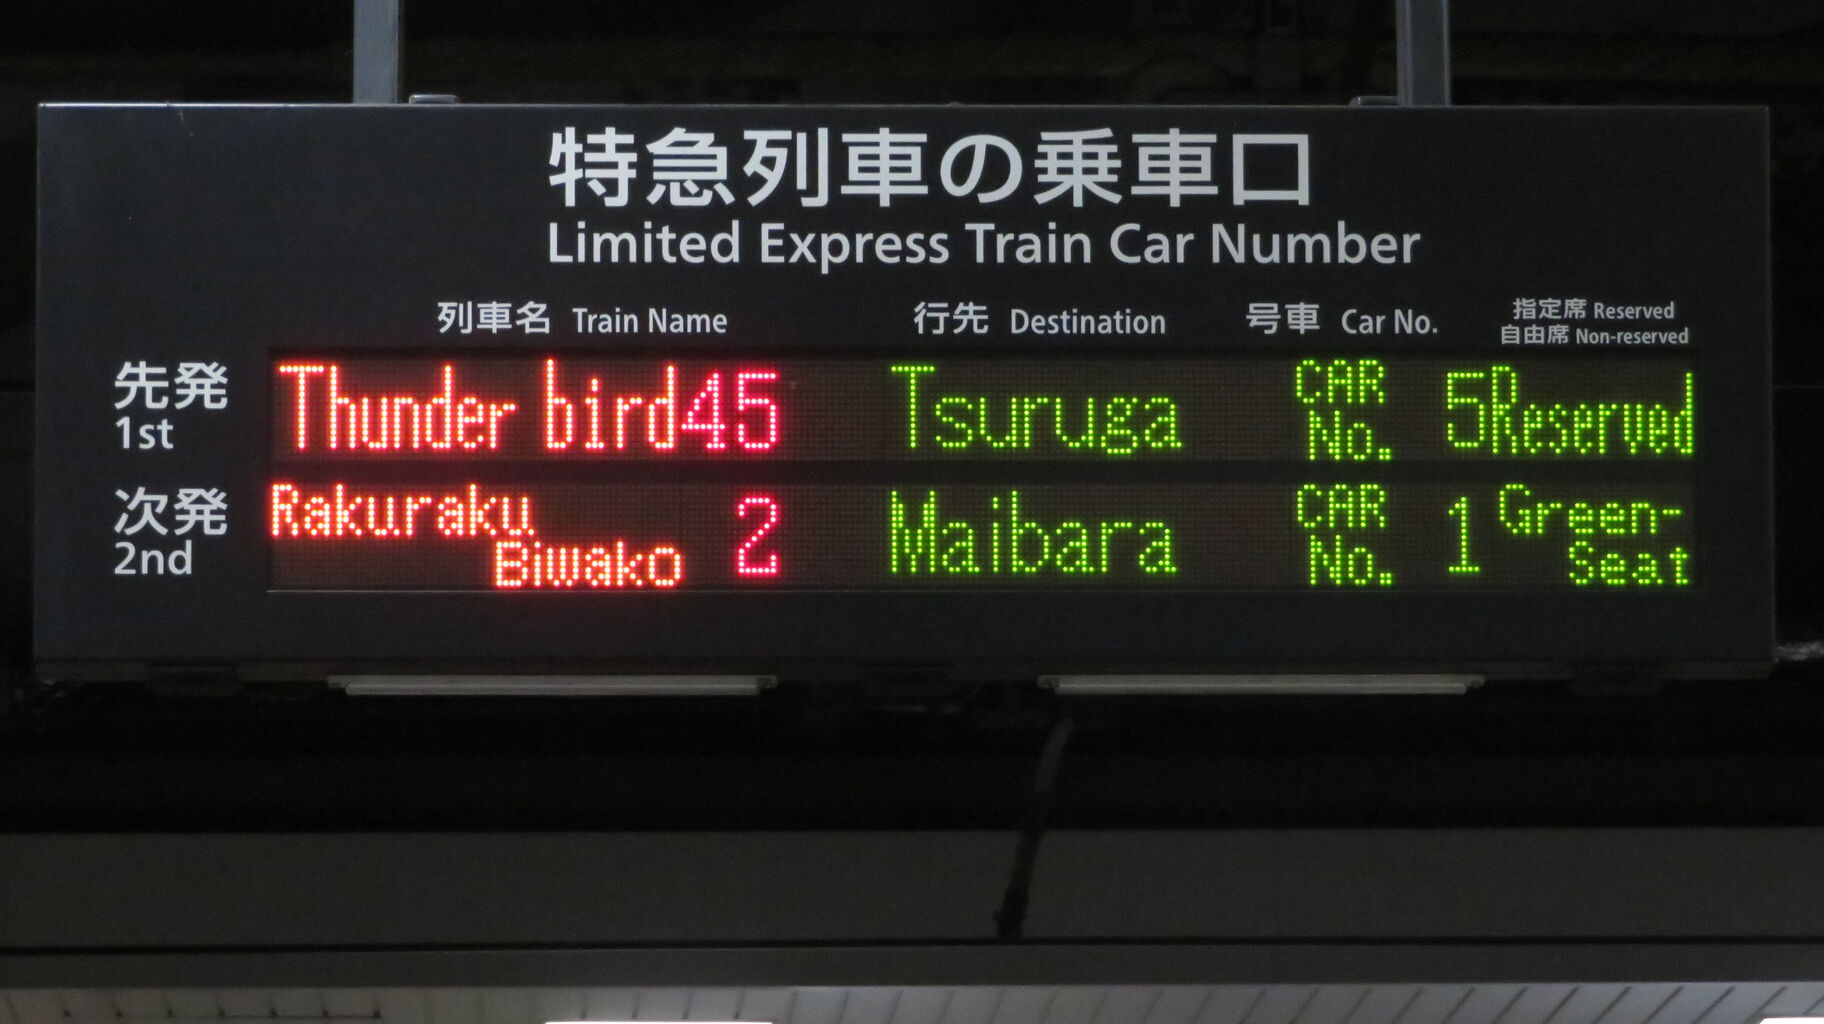 特急列車の乗車口
Limited Express Train Car Number
列車名 Train Name 行先 Destination 号車 Car No. 指定席 Reserved
自由席 Non-reserved
先発 Thunder bird45 Tsuruga CAR No. 5Reserved
1st
次発 Rakuraku Biwako 2 Maibara CAR No. 1 Green-Seat
2nd